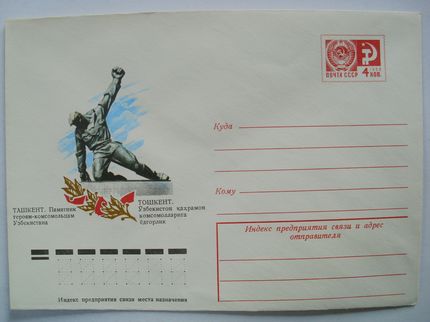 ПОЧТА СССР
4 КОП.
Куда
Кому
ТАШКЕНТ. Памятник
героям-комсомольцам
Узбекистана
ТОШКЕНТ.
Ўзбекистон қаҳрамон
комсомолларига
ёдгорлик
Индекс предприятия связи и адрес
отправителя
Индекс предприятия связи места назначения